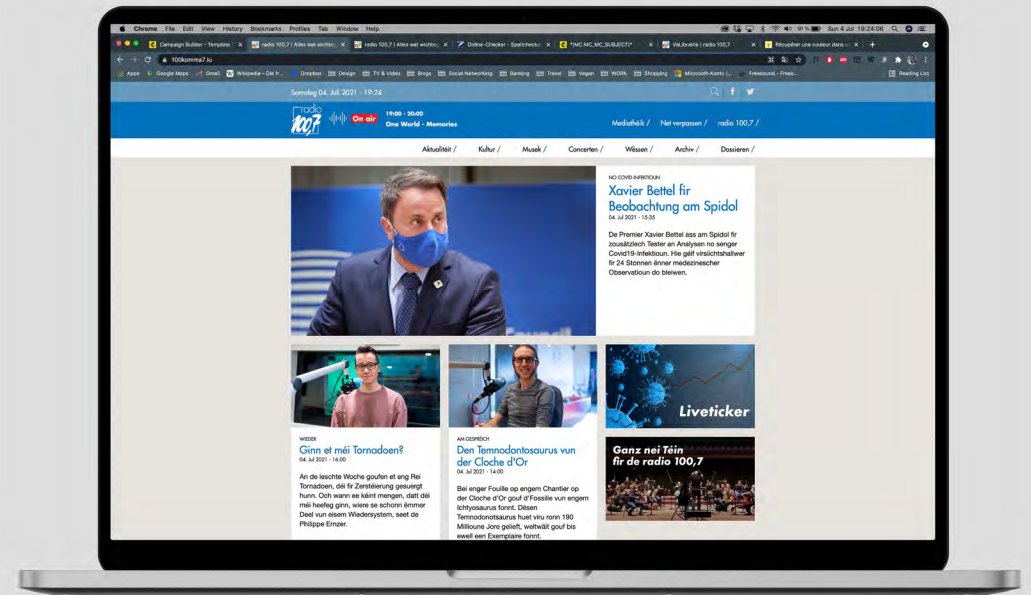 Chrome File Edit View History Bookmarks Profiles Tab Window Help
91 % Sun 4 Jul 19:24:06
Campaign Builder - Template
radio 100,7 | Alles wat wichteg
radio 100,7 | Alles wat wichteg
Online-Checker - Spellchecker
*|MC:MC_MC_SUBJECT|*
VaLibrairie | radio 100,7
Récupérer une couleur dans
100komma7.lu
Apps
Google Maps
Gmail
Wikipedia – Die fr...
Dropbox
Design
TV & Video
Blogs
Social Networking
Banking
Travel
Vegan
WORK
Shopping
Microsoft-Konto
Freesound - Frees...
Reading List
Sonndeg 04. Juli 2021 - 19:24
radio
100,7
On air
19:00 - 20:00
One World - Memories
Mediathéik / Net verpassen / radio 100,7 /
Aktualitéit / Kultur / Musek / Concerten / Wëssen / Archiv / Dossieren /
NO COVID-INFEKTIOUN
Xavier Bettel fir
Beobachtung am Spidol
04. Jul 2021 - 15:35
De Premier Xavier Bettel ass am Spidol fir
zousätzlech Tester an Analysen no senger
Covid19-Infektioun. Hie géif virsiichtshalwer
fir 24 Stonnen ënner medezinescher
Observatioun do bleiwen.
Council
WIEDER
Ginn et méi Tornadoen?
04. Jul 2021 - 16:00
An de leschte Woche goufen et eng Rei
Tornadoen, déi fir Zerstéierung gesuergt
hunn. Och wann ee kéint mengen, datt déi
méi heefeg ginn, wiere se schonn ëmmer
Deel vun eisem Wiedersystem, seet de
Philippe Ernzer.
AM GESPRÉICH
Den Temnodontosaurus vun
der Cloche d'Or
04. Jul 2021 - 14:00
Bei enger Fouille op engem Chantier op
der Cloche d'Or gouf d'Fossilie vun engem
Ichtyosaurus fonnt. Dësen
Temnodonotsaurus huet viru ronn 190
Millioune Jore gelieft, weltwäit gouf bis
ewell een Exemplaire fonnt.
Liveticker
Ganz nei Téin
fir de radio 100,7